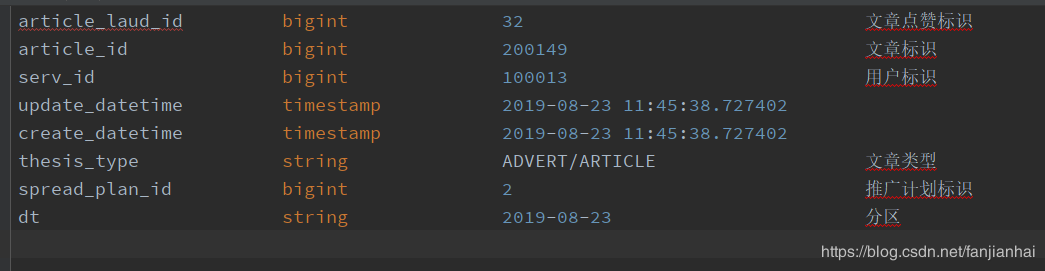 article_laud_id bigint 32 文章点赞标识
article_id bigint 200149 文章标识
serv_id bigint 100013 用户标识
update_datetime timestamp 2019-08-23 11:45:38.727402
create_datetime timestamp 2019-08-23 11:45:38.727402
thesis_type string ADVERT/ARTICLE 文章类型
spread_plan_id bigint 2 推广计划标识
dt string 2019-08-23 分区
https://blog.csdn.net/fanjianhai